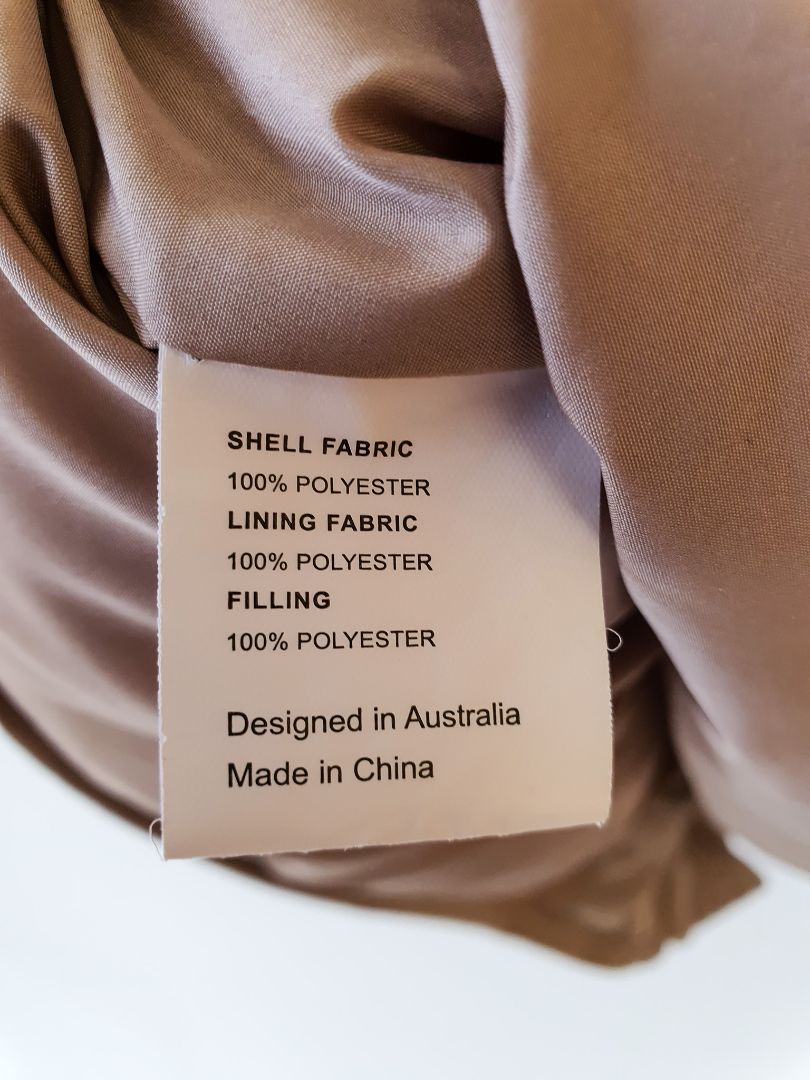 SHELL FABRIC
100% POLYESTER
LINING FABRIC
100% POLYESTER
FILLING
100% POLYESTER
Designed in Australia
Made in China